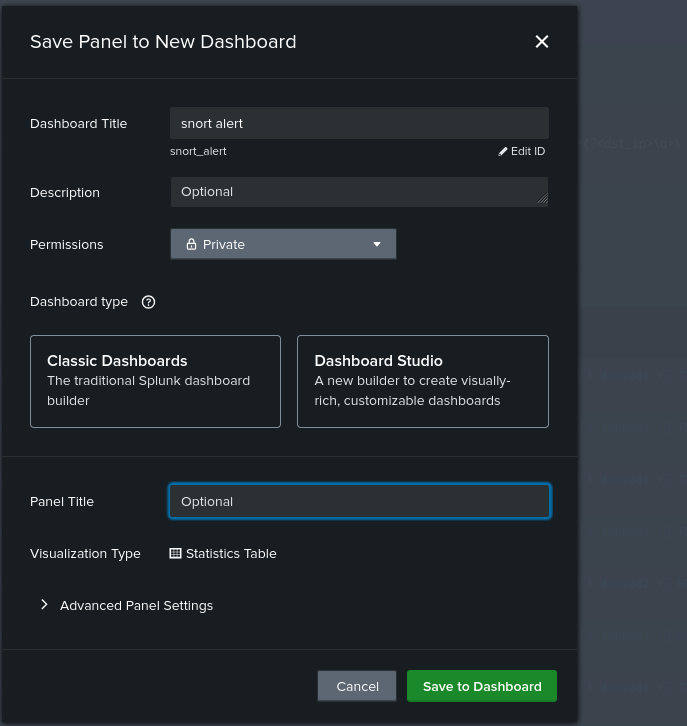 Save Panel to New Dashboard
Dashboard Title
snort alert
snort_alert
Edit ID
Description
Optional
Permissions
Private
Dashboard type
Classic Dashboards
The traditional Splunk dashboard
builder
Dashboard Studio
A new builder to create visually-
rich, customizable dashboards
Panel Title
Optional
Visualization Type
Statistics Table
Advanced Panel Settings
Cancel
Save to Dashboard